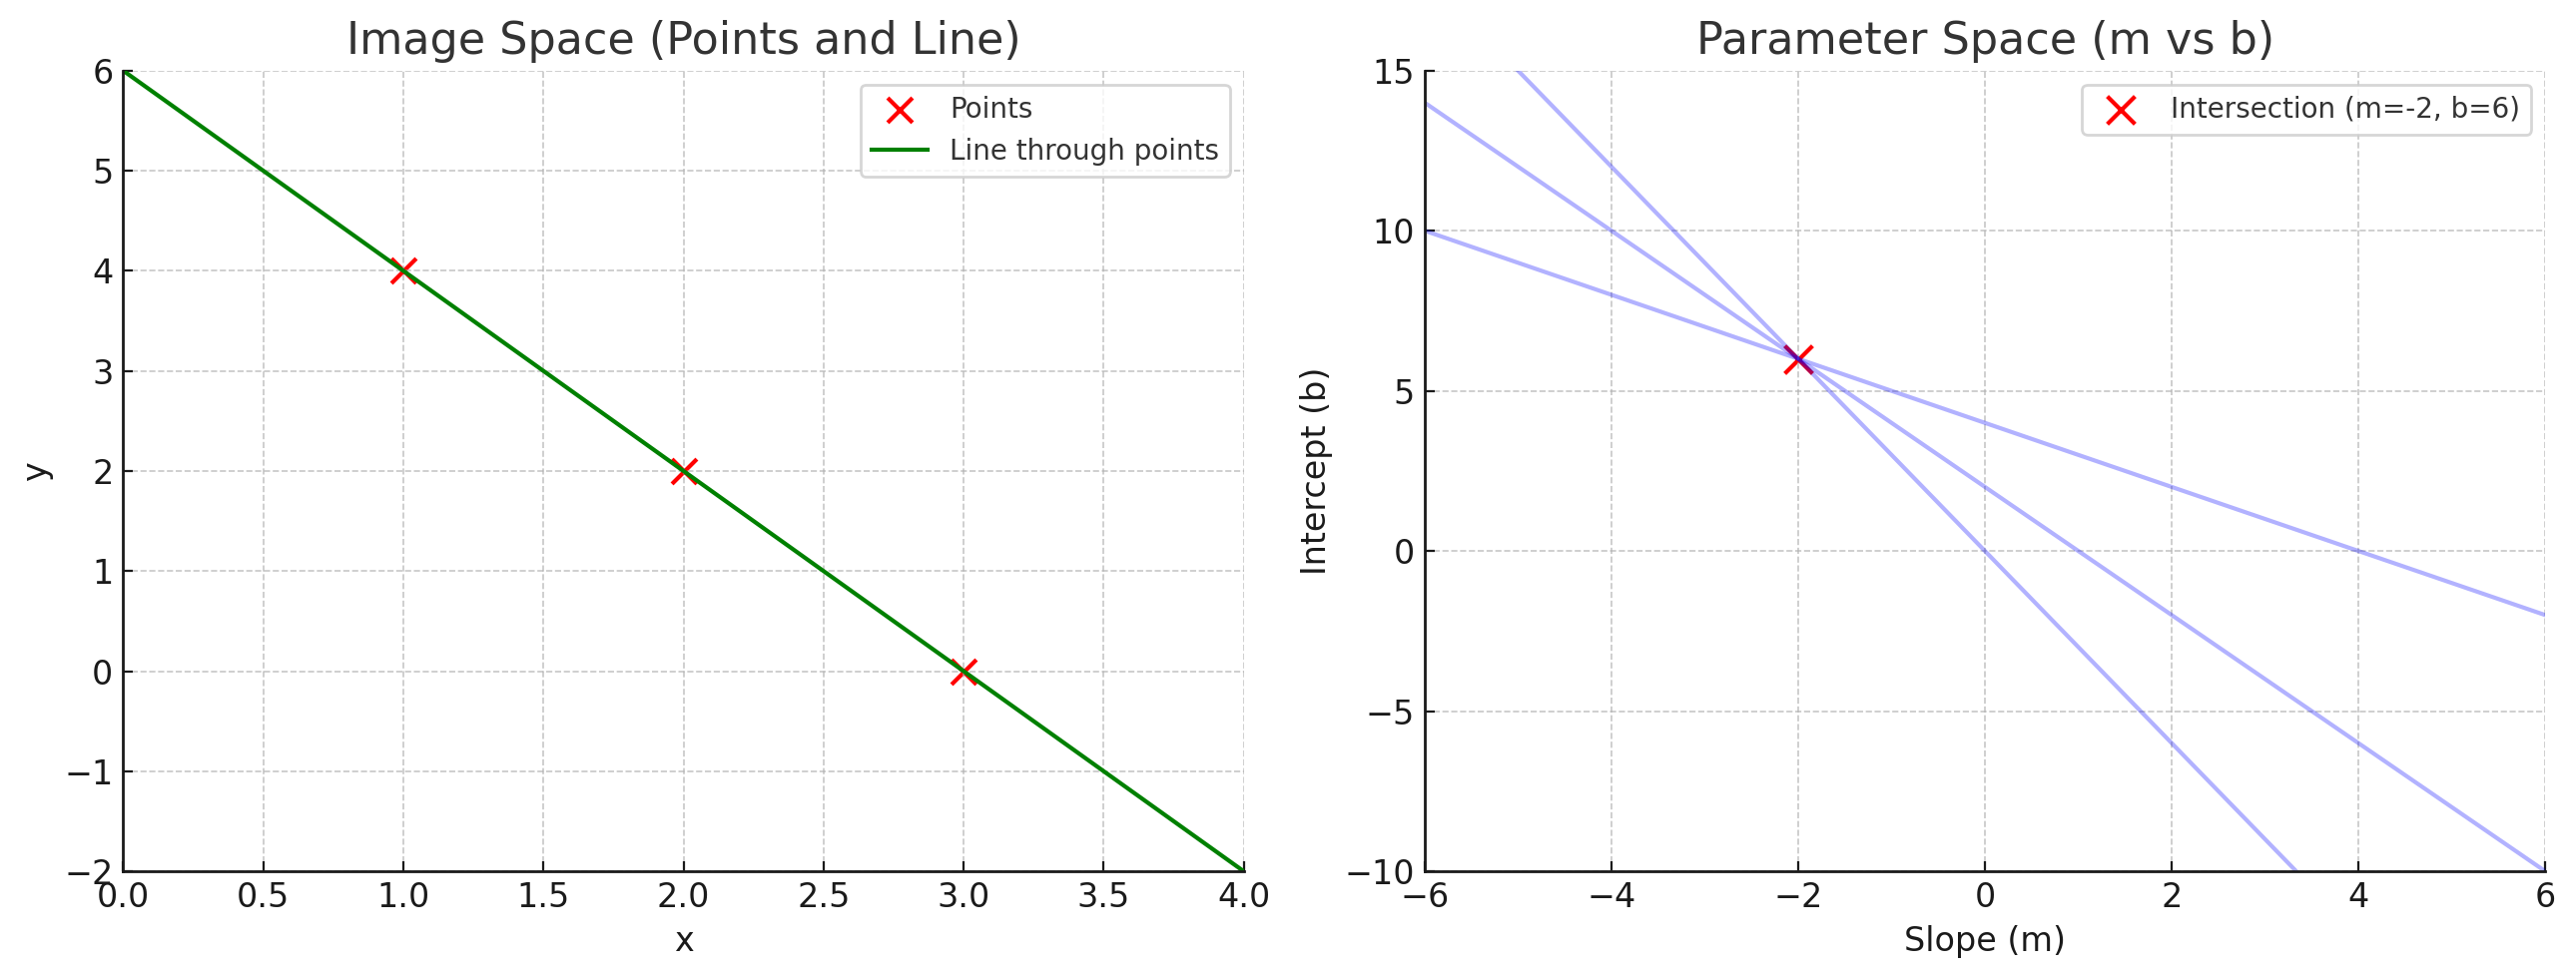 Image Space (Points and Line)
Points
Line through points
6
5
4
3
2
1
0
−1
−2
0.0 0.5 1.0 1.5 2.0 2.5 3.0 3.5 4.0
x
y
Parameter Space (m vs b)
Intersection (m=-2, b=6)
15
10
5
0
−5
−10
−6 −4 −2 0 2 4 6
Slope (m)
Intercept (b)